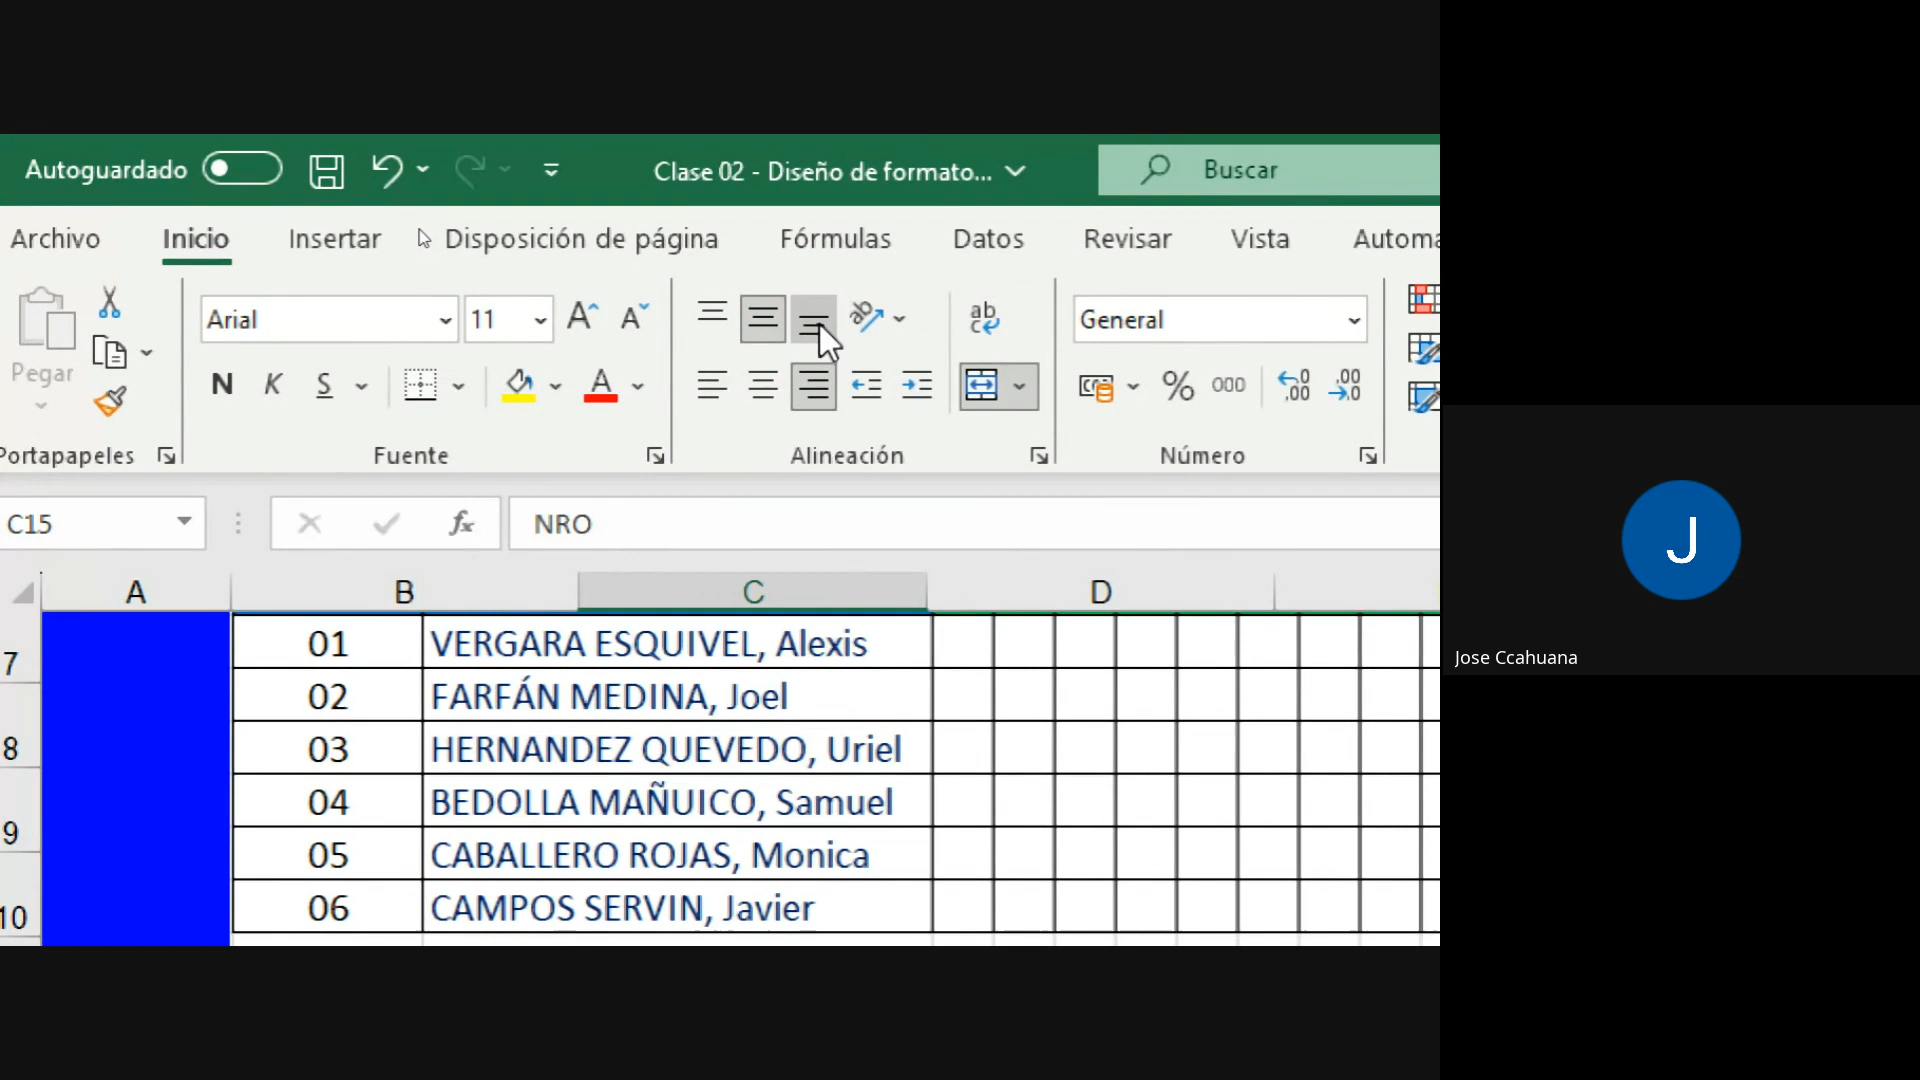 Autoguardado
Clase 02 - Diseño de formato...
Buscar
Archivo
Inicio
Insertar
Disposición de página
Fórmulas
Datos
Revisar
Vista
Automa
Pegar
Arial
11
General
N K S
Portapapeles
Fuente
Alineación
Número
C15
fx
NRO
A
B
C
D
7
8
9
10
01 VERGARA ESQUIVEL, Alexis
02 FARFÁN MEDINA, Joel
03 HERNANDEZ QUEVEDO, Uriel
04 BEDOLLA MAÑUICO, Samuel
05 CABALLERO ROJAS, Monica
06 CAMPOS SERVIN, Javier
J
Jose Ccahuana